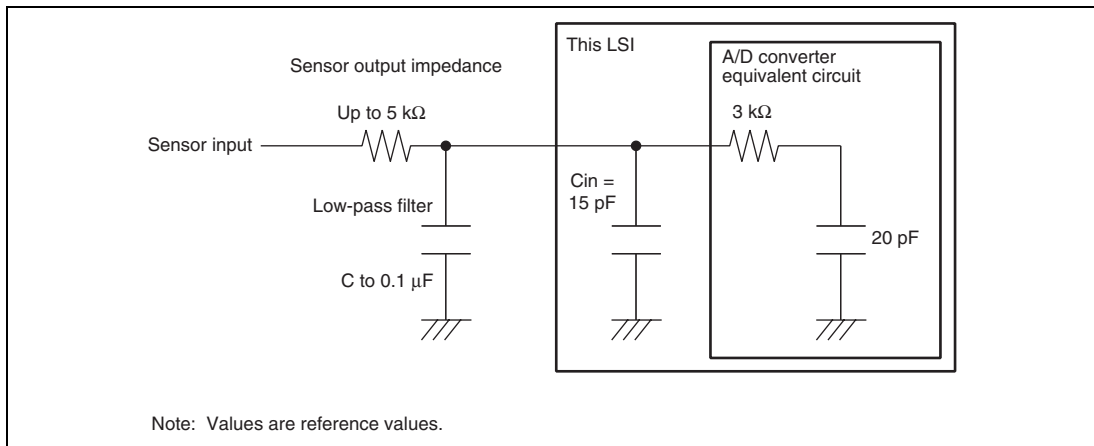 This LSI
A/D converter
equivalent circuit
Sensor output impedance
Up to 5 kΩ
3 kΩ
Sensor input
Cin =
15 pF
Low-pass filter
20 pF
C to 0.1 μF
Note: Values are reference values.